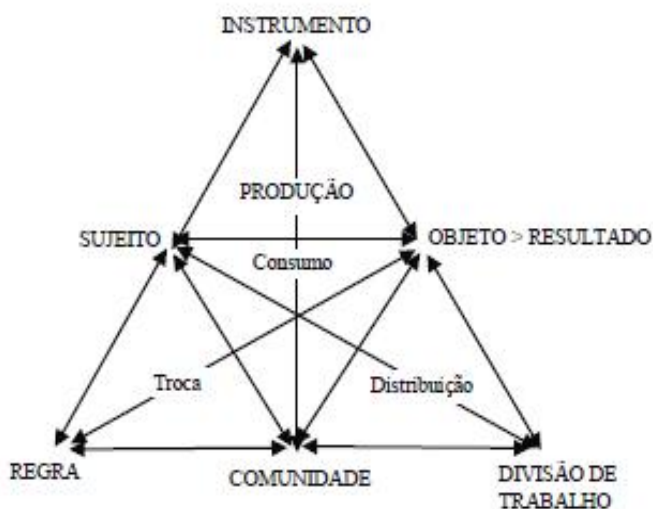 INSTRUMENTO
PRODUÇÃO
SUJEITO
OBJETO > RESULTADO
Consumo
Troca
Distribuição
REGRA
COMUNIDADE
DIVISÃO DE
TRABALHO